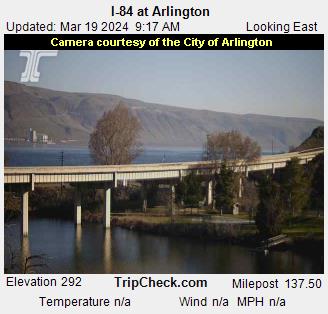 I-84 at Arlington
Updated: Mar 19 2024 9:17 AM Looking East
Camera courtesy of the City of Arlington
Elevation 292 TripCheck.com Milepost 137.50
Temperature n/a Wind n/a MPH n/a